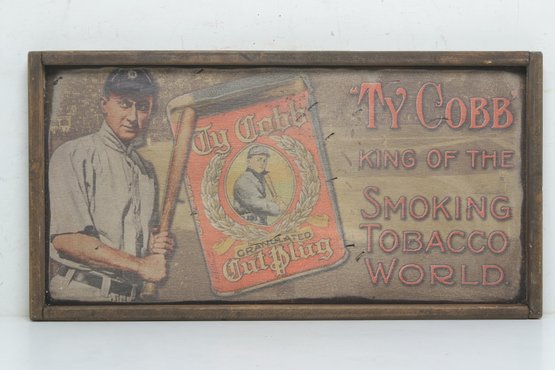 Ty Cobb's
GRANULATED
Cut Plug
"TY COBB"
KING OF THE
SMOKING
TOBACCO
WORLD.